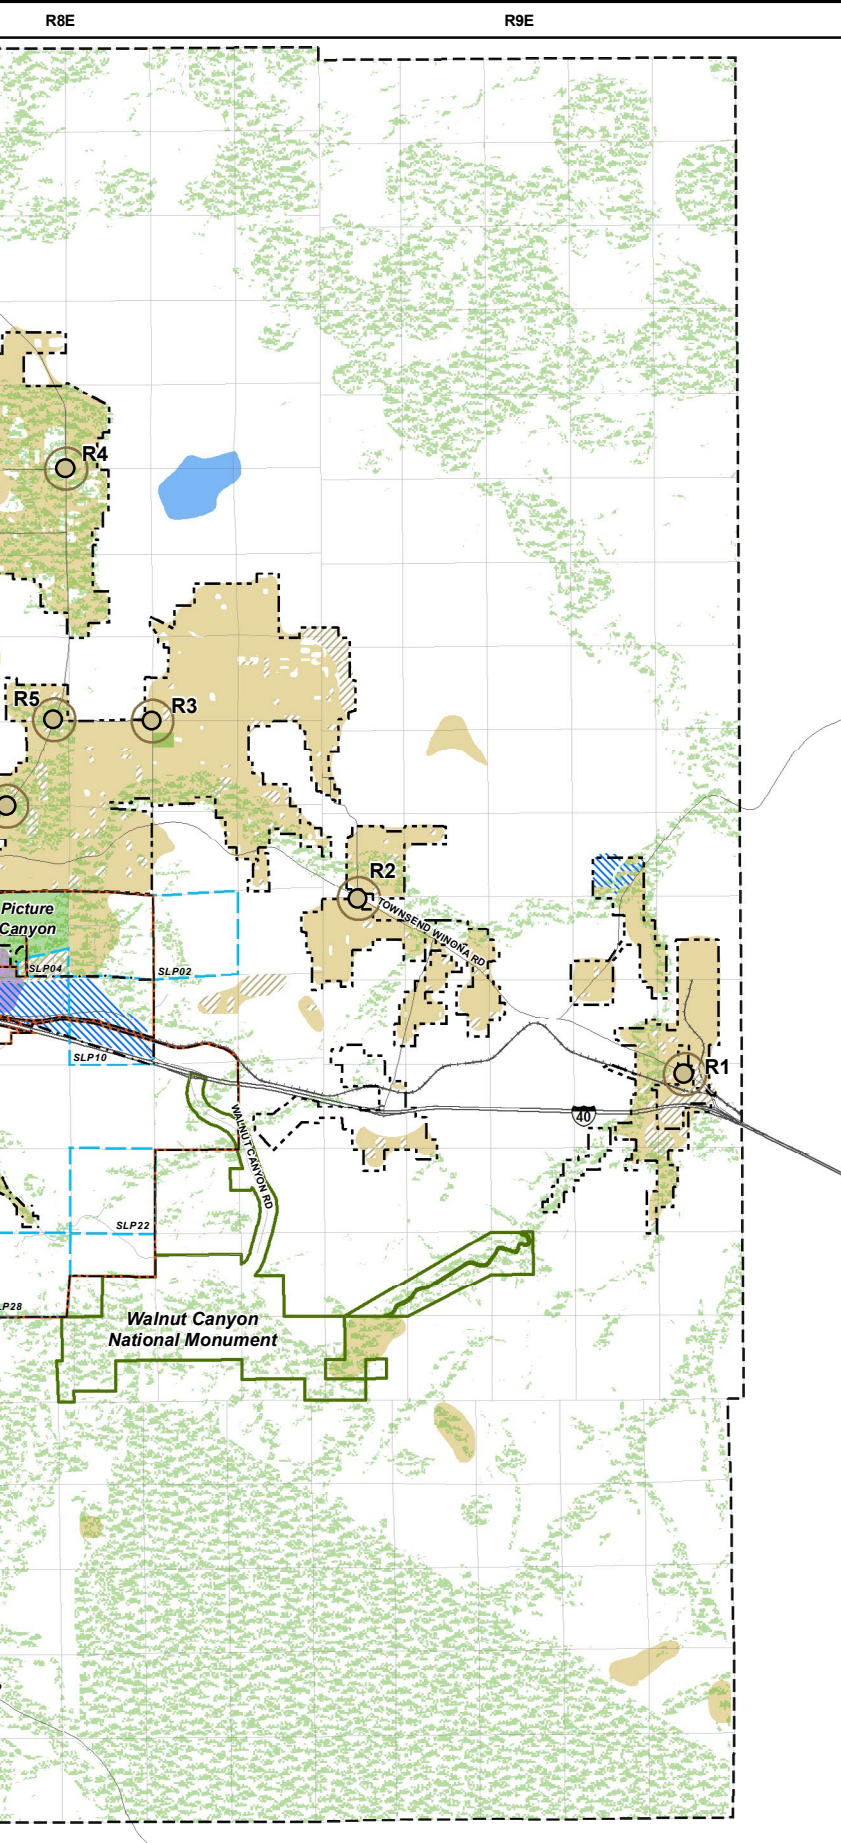 R8E
R9E
R4
R5
R3
R2
TOWNSEND WINONA RD
Picture
Canyon
SLP04
SLP02
SLP10
R1
40
WALNUT CANYON RD
SLP22
LP28
Walnut Canyon
National Monument